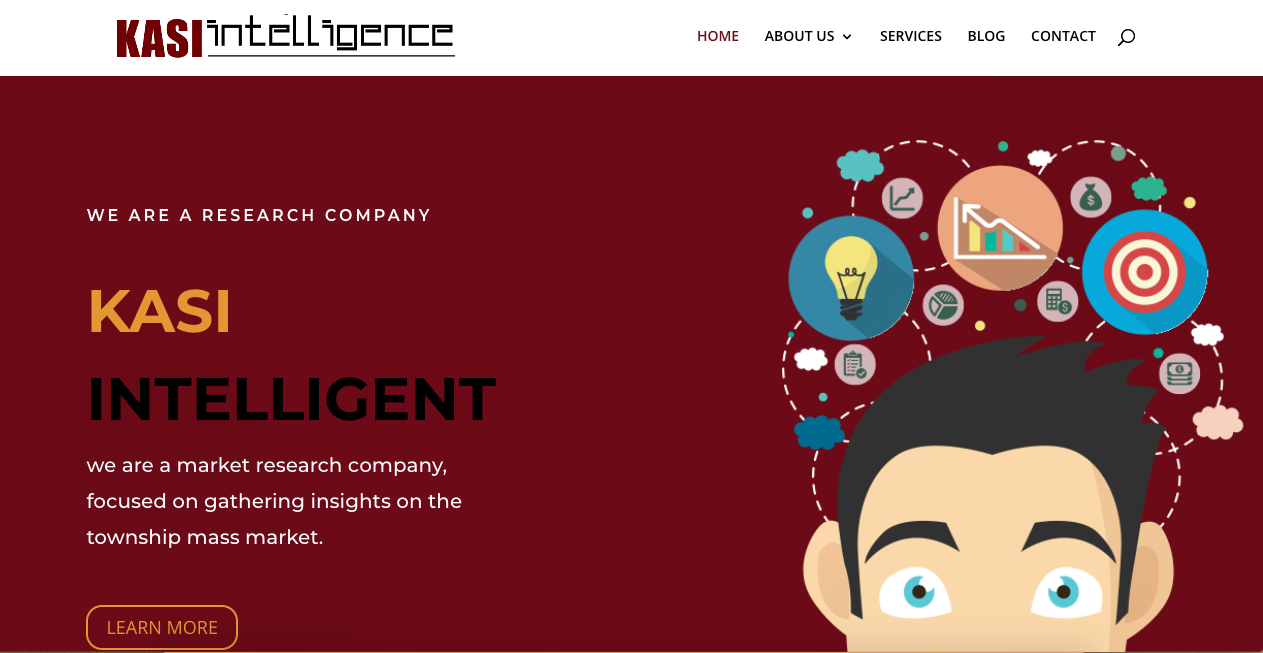 KASI intelligence
HOME ABOUT US SERVICES BLOG CONTACT
WE ARE A RESEARCH COMPANY
KASI
INTELLIGENT
we are a market research company,
focused on gathering insights on the
township mass market.
LEARN MORE